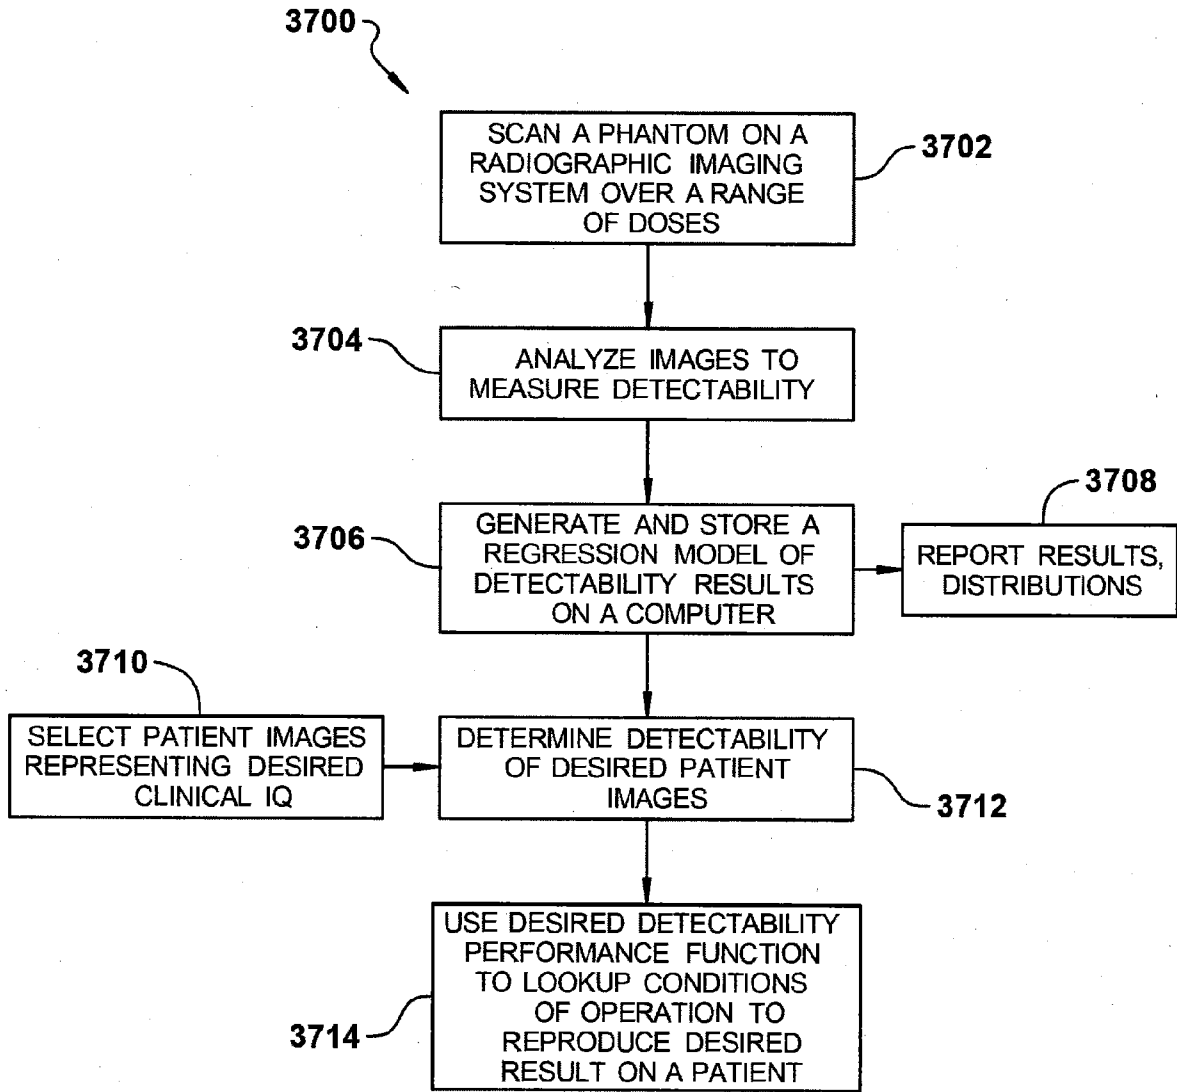 3700
SCAN A PHANTOM ON A
RADIOGRAPHIC IMAGING
SYSTEM OVER A RANGE
OF DOSES
3702
3704
ANALYZE IMAGES TO
MEASURE DETECTABILITY
3706
GENERATE AND STORE A
REGRESSION MODEL OF
DETECTABILITY RESULTS
ON A COMPUTER
3708
REPORT RESULTS,
DISTRIBUTIONS
3710
SELECT PATIENT IMAGES
REPRESENTING DESIRED
CLINICAL IQ
DETERMINE DETECTABILITY
OF DESIRED PATIENT
IMAGES
3712
USE DESIRED DETECTABILITY
PERFORMANCE FUNCTION
TO LOOKUP CONDITIONS
OF OPERATION TO
REPRODUCE DESIRED
RESULT ON A PATIENT
3714